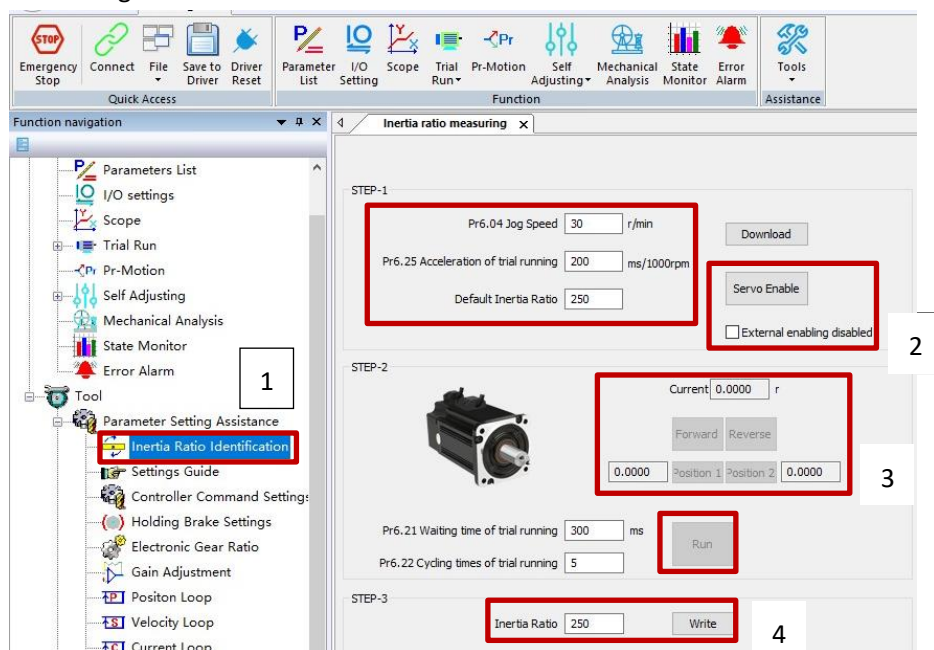 STOP
Emergency Stop
Connect
File
Save to Driver
Driver Reset
Parameter List
I/O Setting
Scope
Trial Run
Pr-Motion
Self Adjusting
Mechanical Analysis
State Monitor
Error Alarm
Tools
Quick Access
Function
Assistance
Function navigation
Inertia ratio measuring
Parameters List
I/O settings
Scope
Trial Run
Pr-Motion
Self Adjusting
Mechanical Analysis
State Monitor
Error Alarm
Tool
Parameter Setting Assistance
Inertia Ratio Identification
Settings Guide
Controller Command Settings
Holding Brake Settings
Electronic Gear Ratio
Gain Adjustment
Positon Loop
Velocity Loop
Current Loop
1
STEP-1
Pr6.04 Jog Speed 30 r/min
Download
Pr6.25 Acceleration of trial running 200 ms/1000rpm
Servo Enable
Default Inertia Ratio 250
External enabling disabled
2
STEP-2
Current 0.0000 r
Forward Reverse
0.0000 Position 1 Position 2 0.0000
3
Pr6.21 Waiting time of trial running 300 ms
Run
Pr6.22 Cycling times of trial running 5
STEP-3
Inertia Ratio 250 Write
4